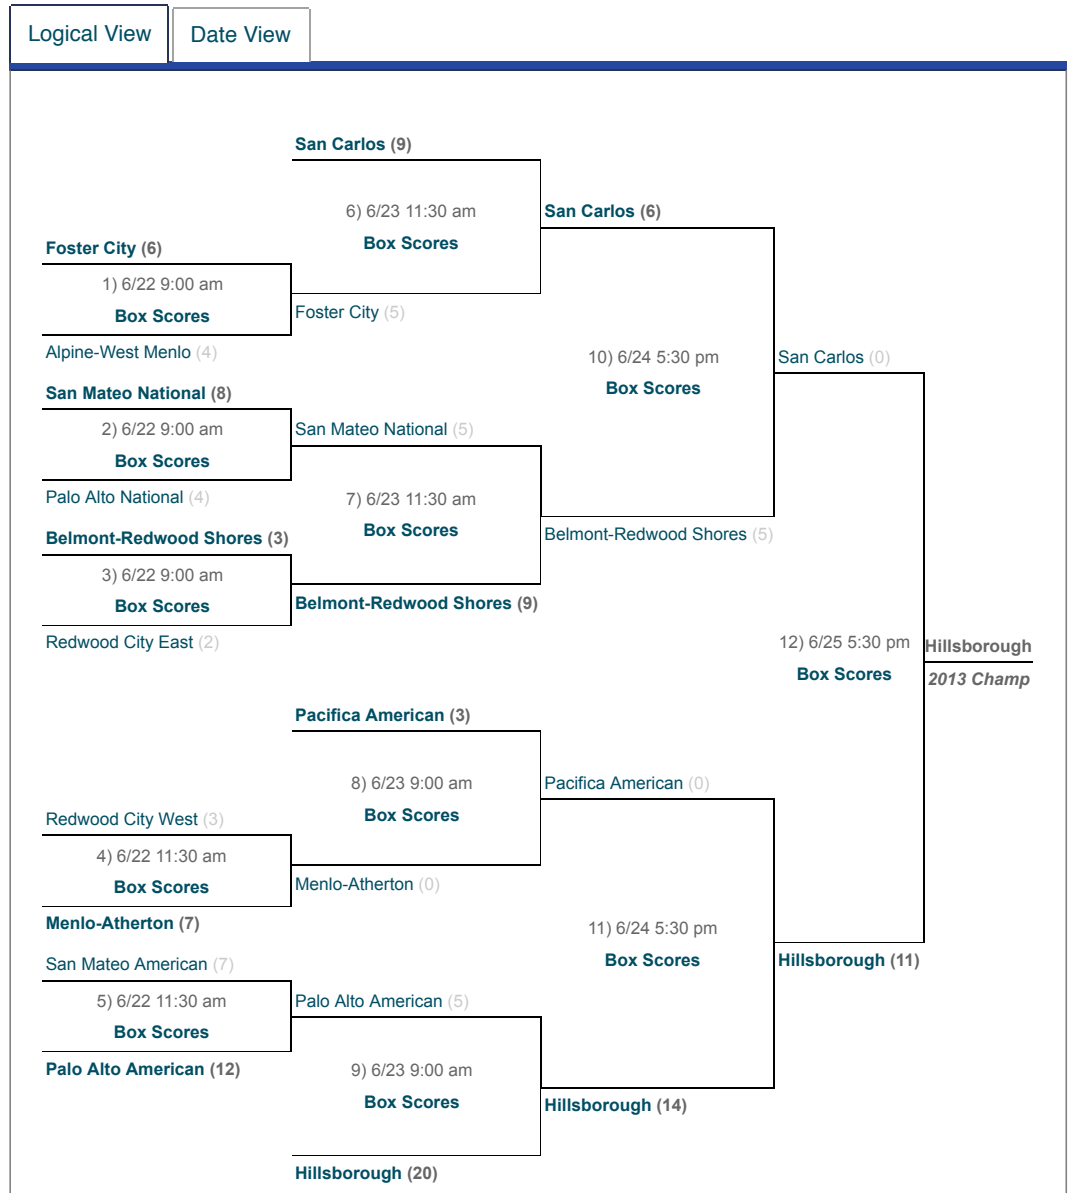 Logical View
Date View
San Carlos (9)
6) 6/23 11:30 am
San Carlos (6)
Box Scores
Foster City (6)
1) 6/22 9:00 am
Box Scores
Foster City (5)
Alpine-West Menlo (4)
10) 6/24 5:30 pm
San Carlos (0)
Box Scores
San Mateo National (8)
2) 6/22 9:00 am
San Mateo National (5)
Box Scores
Palo Alto National (4)
7) 6/23 11:30 am
Box Scores
Belmont-Redwood Shores (5)
Belmont-Redwood Shores (3)
3) 6/22 9:00 am
Box Scores
Belmont-Redwood Shores (9)
Redwood City East (2)
12) 6/25 5:30 pm
Hillsborough
Box Scores
2013 Champ
Pacifica American (3)
8) 6/23 9:00 am
Pacifica American (0)
Box Scores
Redwood City West (3)
4) 6/22 11:30 am
Box Scores
Menlo-Atherton (0)
Menlo-Atherton (7)
11) 6/24 5:30 pm
Box Scores
Hillsborough (11)
San Mateo American (7)
5) 6/22 11:30 am
Palo Alto American (5)
Box Scores
Palo Alto American (12)
9) 6/23 9:00 am
Box Scores
Hillsborough (14)
Hillsborough (20)